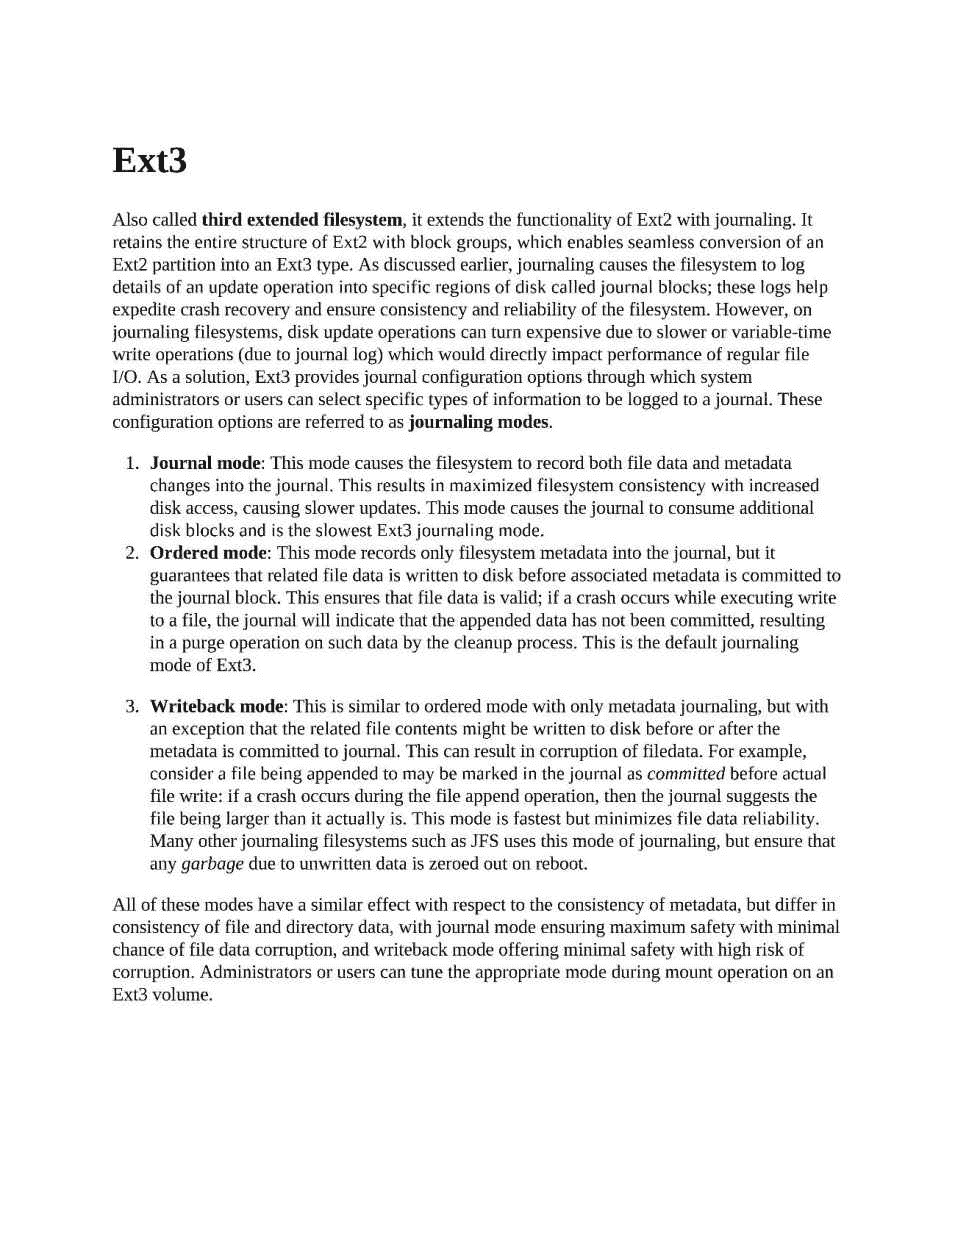 Ext3
Also called third extended filesystem, it extends the functionality of Ext2 with journaling. It
retains the entire structure of Ext2 with block groups, which enables seamless conversion of an
Ext2 partition into an Ext3 type. As discussed earlier, journaling causes the filesystem to log
details of an update operation into specific regions of disk called journal blocks; these logs help
expedite crash recovery and ensure consistency and reliability of the filesystem. However, on
journaling filesystems, disk update operations can turn expensive due to slower or variable-time
write operations (due to journal log) which would directly impact performance of regular file
I/O. As a solution, Ext3 provides journal configuration options through which system
administrators or users can select specific types of information to be logged to a journal. These
configuration options are referred to as journaling modes.
1. Journal mode: This mode causes the filesystem to record both file data and metadata
changes into the journal. This results in maximized filesystem consistency with increased
disk access, causing slower updates. This mode causes the journal to consume additional
disk blocks and is the slowest Ext3 journaling mode.
2. Ordered mode: This mode records only filesystem metadata into the journal, but it
guarantees that related file data is written to disk before associated metadata is committed to
the journal block. This ensures that file data is valid; if a crash occurs while executing write
to a file, the journal will indicate that the appended data has not been committed, resulting
in a purge operation on such data by the cleanup process. This is the default journaling
mode of Ext3.
3. Writeback mode: This is similar to ordered mode with only metadata journaling, but with
an exception that the related file contents might be written to disk before or after the
metadata is committed to journal. This can result in corruption of filedata. For example,
consider a file being appended to may be marked in the journal as committed before actual
file write: if a crash occurs during the file append operation, then the journal suggests the
file being larger than it actually is. This mode is fastest but minimizes file data reliability.
Many other journaling filesystems such as JFS uses this mode of journaling, but ensure that
any garbage due to unwritten data is zeroed out on reboot.
All of these modes have a similar effect with respect to the consistency of metadata, but differ in
consistency of file and directory data, with journal mode ensuring maximum safety with minimal
chance of file data corruption, and writeback mode offering minimal safety with high risk of
corruption. Administrators or users can tune the appropriate mode during mount operation on an
Ext3 volume.